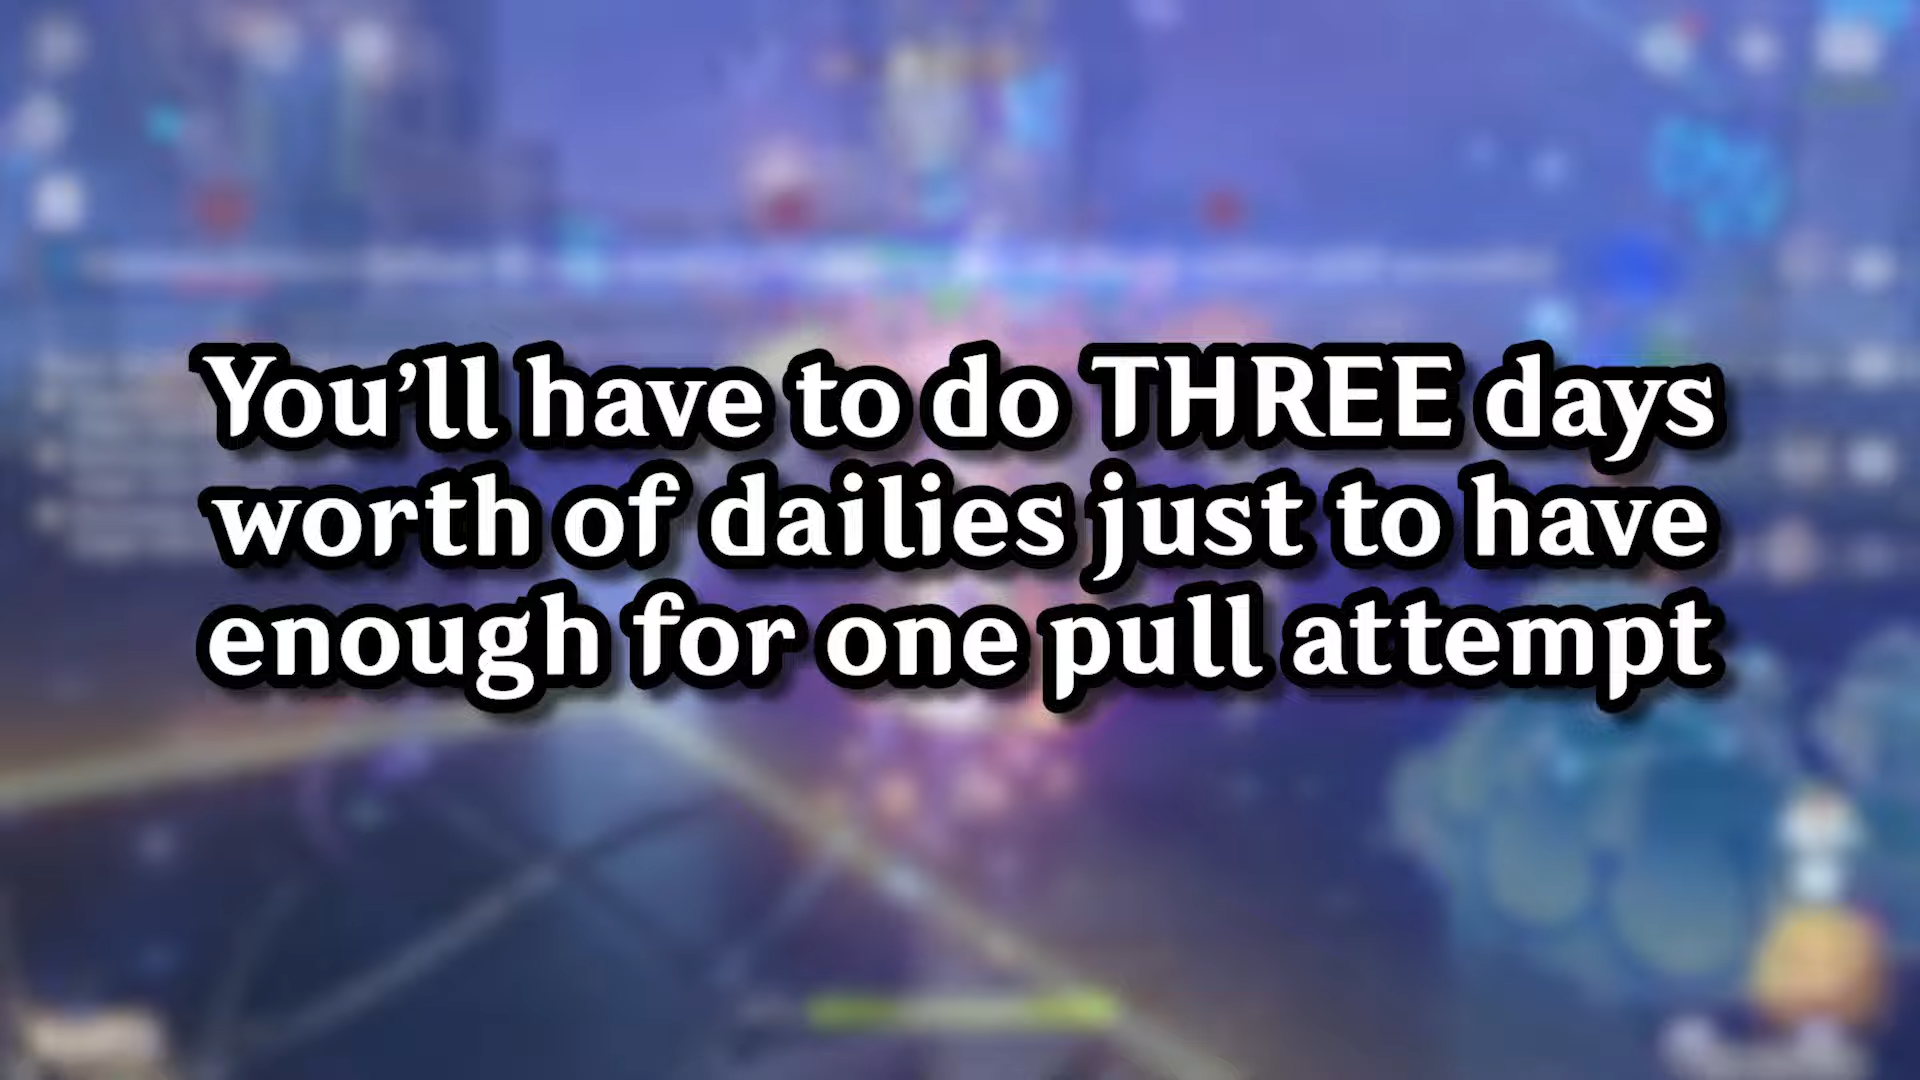 You’ll have to do THREE days
worth of dailies just to have
enough for one pull attempt